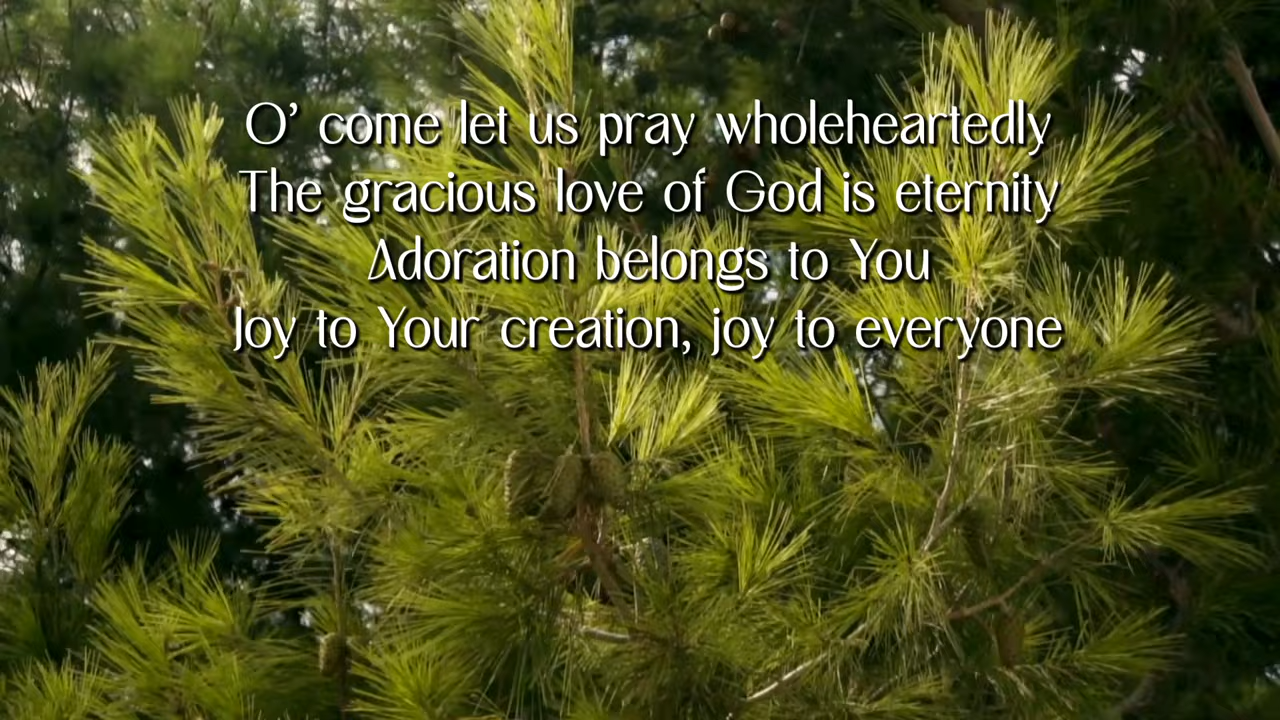 O’ come let us pray wholeheartedly
The gracious love of God is eternity
Adoration belongs to You
Joy to Your creation, joy to everyone